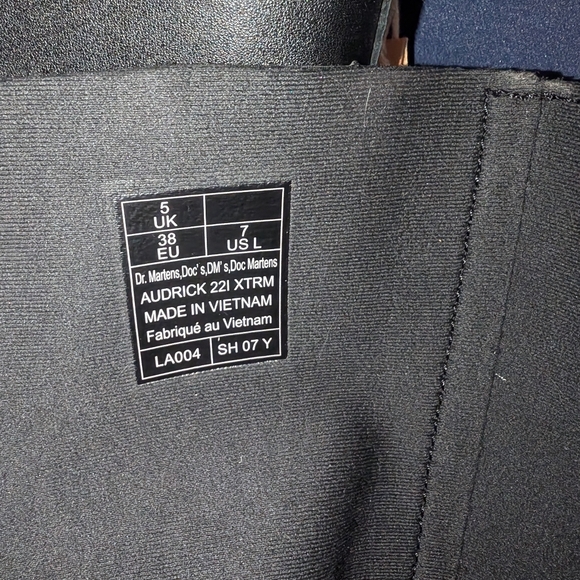 5
UK
38
EU
7
US L
Dr. Martens,Doc's,DM's,Doc Martens
AUDRICK 22I XTRM
MADE IN VIETNAM
Fabriqué au Vietnam
LA004
SH 07 Y